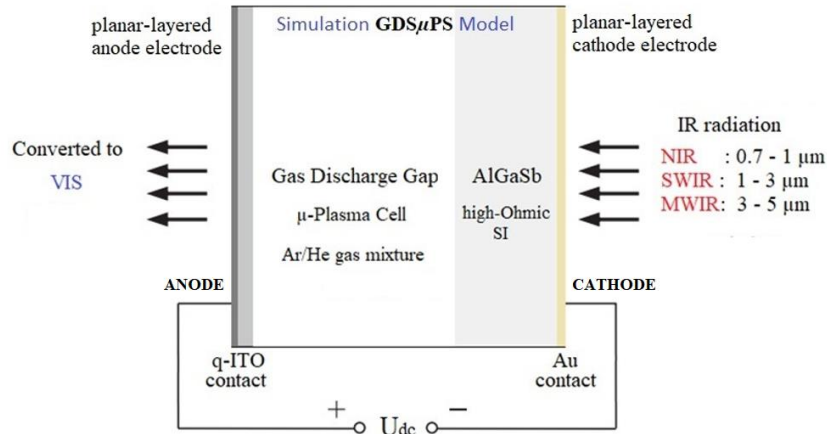 planar-layered
anode electrode
Simulation GDSμPS Model
planar-layered
cathode electrode
Converted to
VIS
Gas Discharge Gap
μ-Plasma Cell
Ar/He gas mixture
AlGaSb
high-Ohmic
SI
IR radiation
NIR : 0.7 - 1 μm
SWIR : 1 - 3 μm
MWIR: 3 - 5 μm
ANODE
CATHODE
q-ITO
contact
Au
contact
+ Udc −